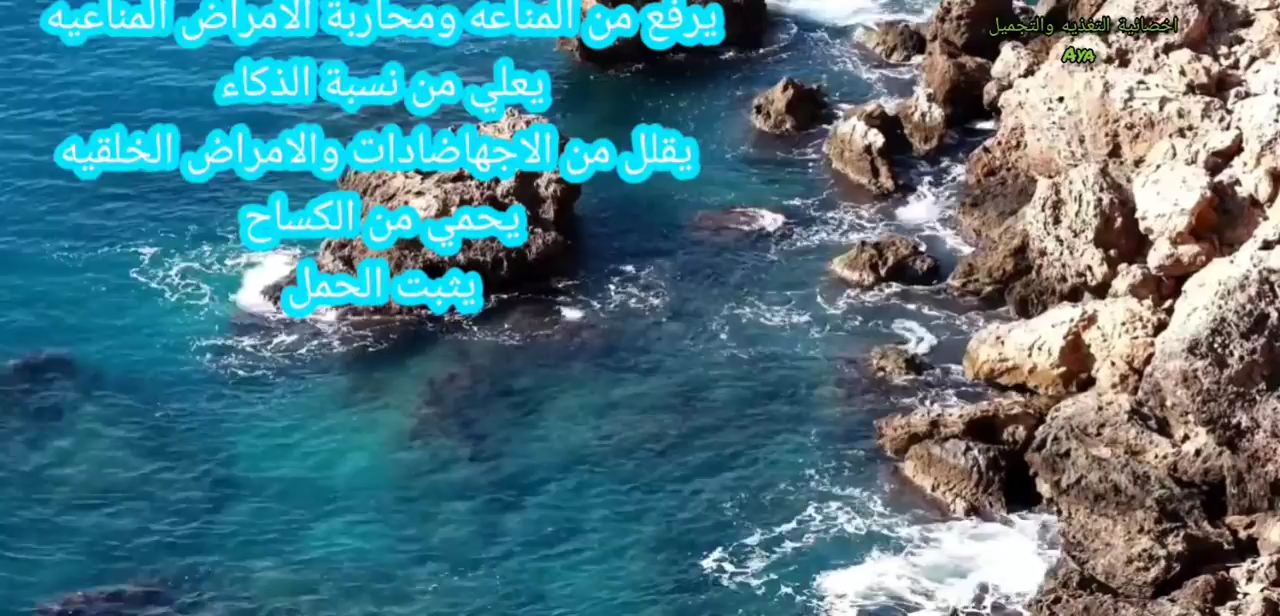 يرفع من المناعه ومحاربة الامراض المناعيه
يعلي من نسبة الذكاء
يقلل من الاجهاضادات والامراض الخلقيه
يحمي من الكساح
يثبت الحمل
اخصائية التغذيه والتجميل
AYA